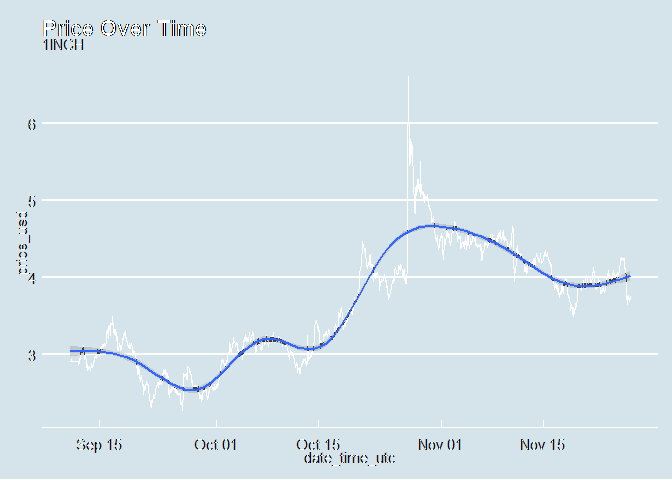 Price Over Time
1INCH
6
5
4
3
price_usd
Sep 15
Oct 01
Oct 15
Nov 01
Nov 15
date_time_utc